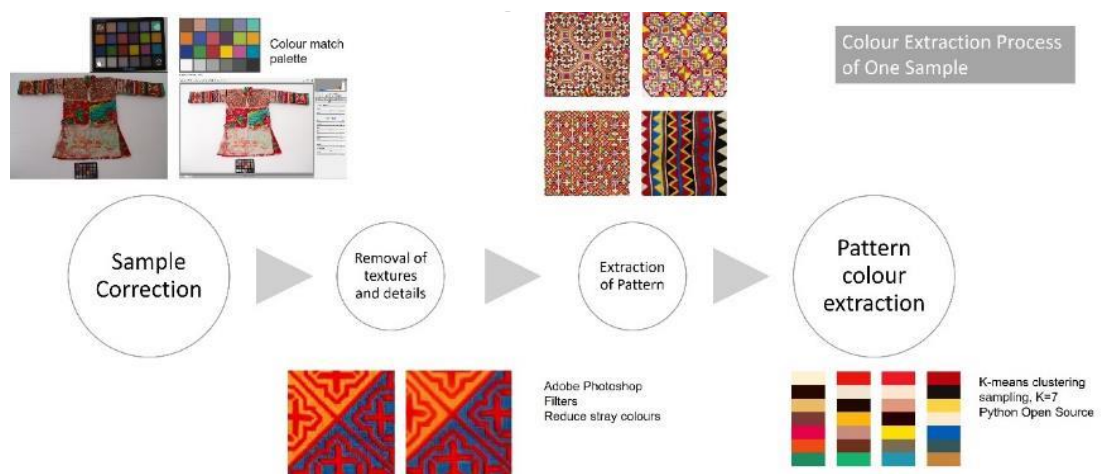 Colour match
palette
Colour Extraction Process
of One Sample
Sample
Correction
Removal of
textures
and details
Extraction
of Pattern
Pattern
colour
extraction
Adobe Photoshop
Filters
Reduce stray colours
K-means clustering
sampling, K=7
Python Open Source